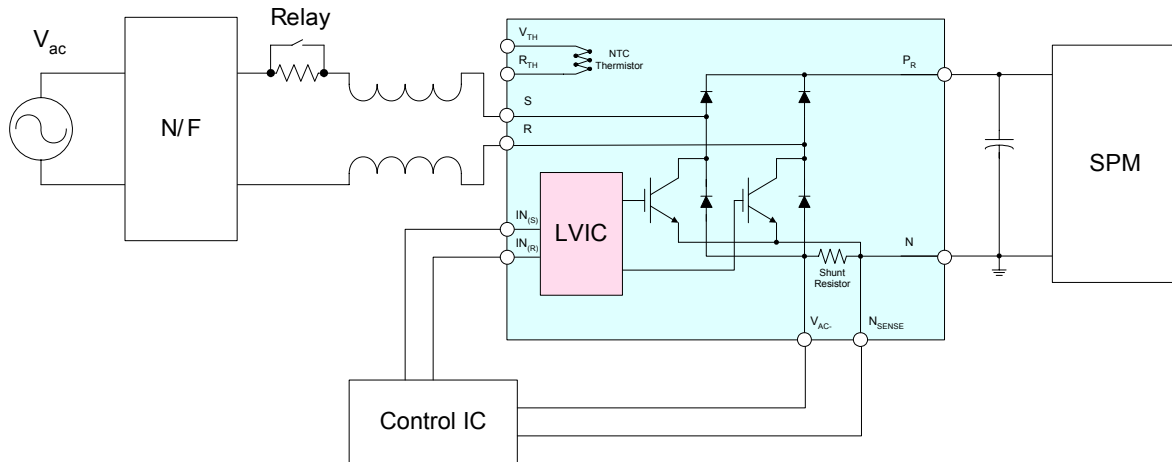 Relay
V_ac
N/F
V_TH
R_TH
NTC
Thermistor
S
R
P_R
IN_(S)
IN_(R)
LVIC
SPM
N
Shunt
Resistor
V_AC-
N_SENSE
Control IC